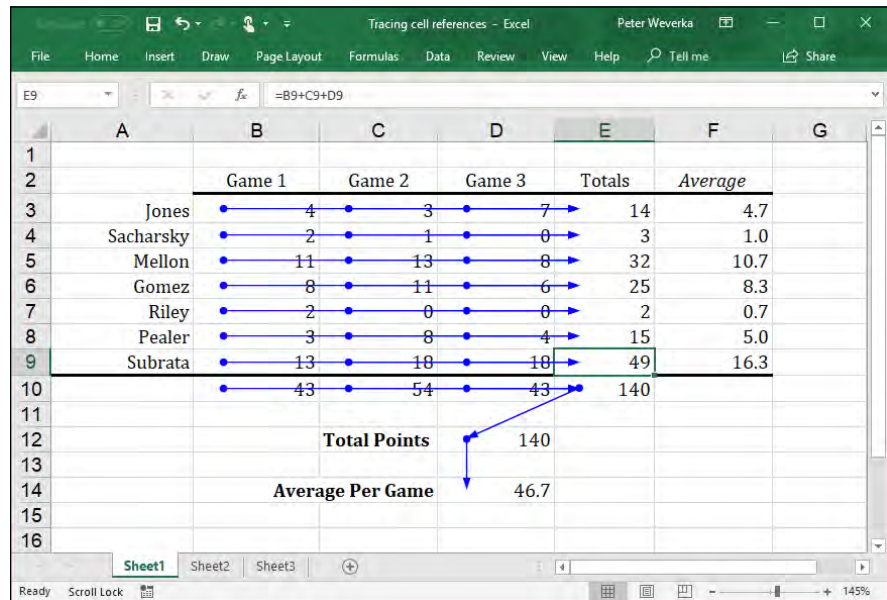 Tracing cell references - Excel Peter Weverka
File Home Insert Draw Page Layout Formulas Data Review View Help Tell me Share
E9 fx =B9+C9+D9
A B C D E F G
1
2 Game 1 Game 2 Game 3 Totals Average
3 Jones 4 3 7 14 4.7
4 Sacharsky 2 1 0 3 1.0
5 Mellon 11 13 8 32 10.7
6 Gomez 8 11 6 25 8.3
7 Riley 2 0 0 2 0.7
8 Pealer 3 8 4 15 5.0
9 Subrata 13 18 18 49 16.3
10 43 54 43 140
11
12 Total Points 140
13
14 Average Per Game 46.7
15
16
Sheet1 Sheet2 Sheet3
Ready Scroll Lock 145%